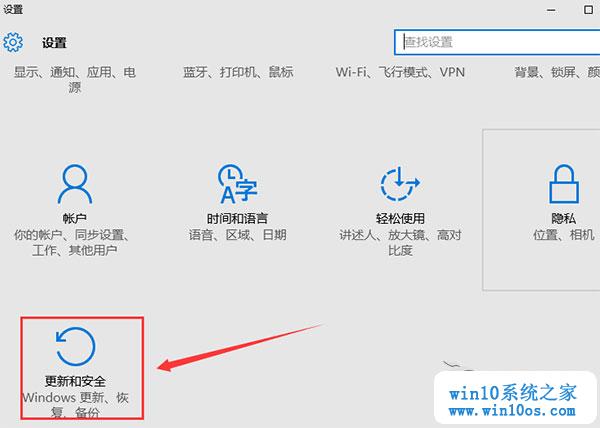 设置
设置
查找设置
显示、通知、应用、电
源
蓝牙、打印机、鼠标
Wi-Fi、飞行模式、VPN
背景、锁屏、颜
帐户
你的帐户、同步设置、
工作、其他用户
时间和语言
语音、区域、日期
轻松使用
讲述人、放大镜、高对
比度
隐私
位置、相机
更新和安全
Windows 更新、恢
复、备份
win10系统之家
www.win10os.com